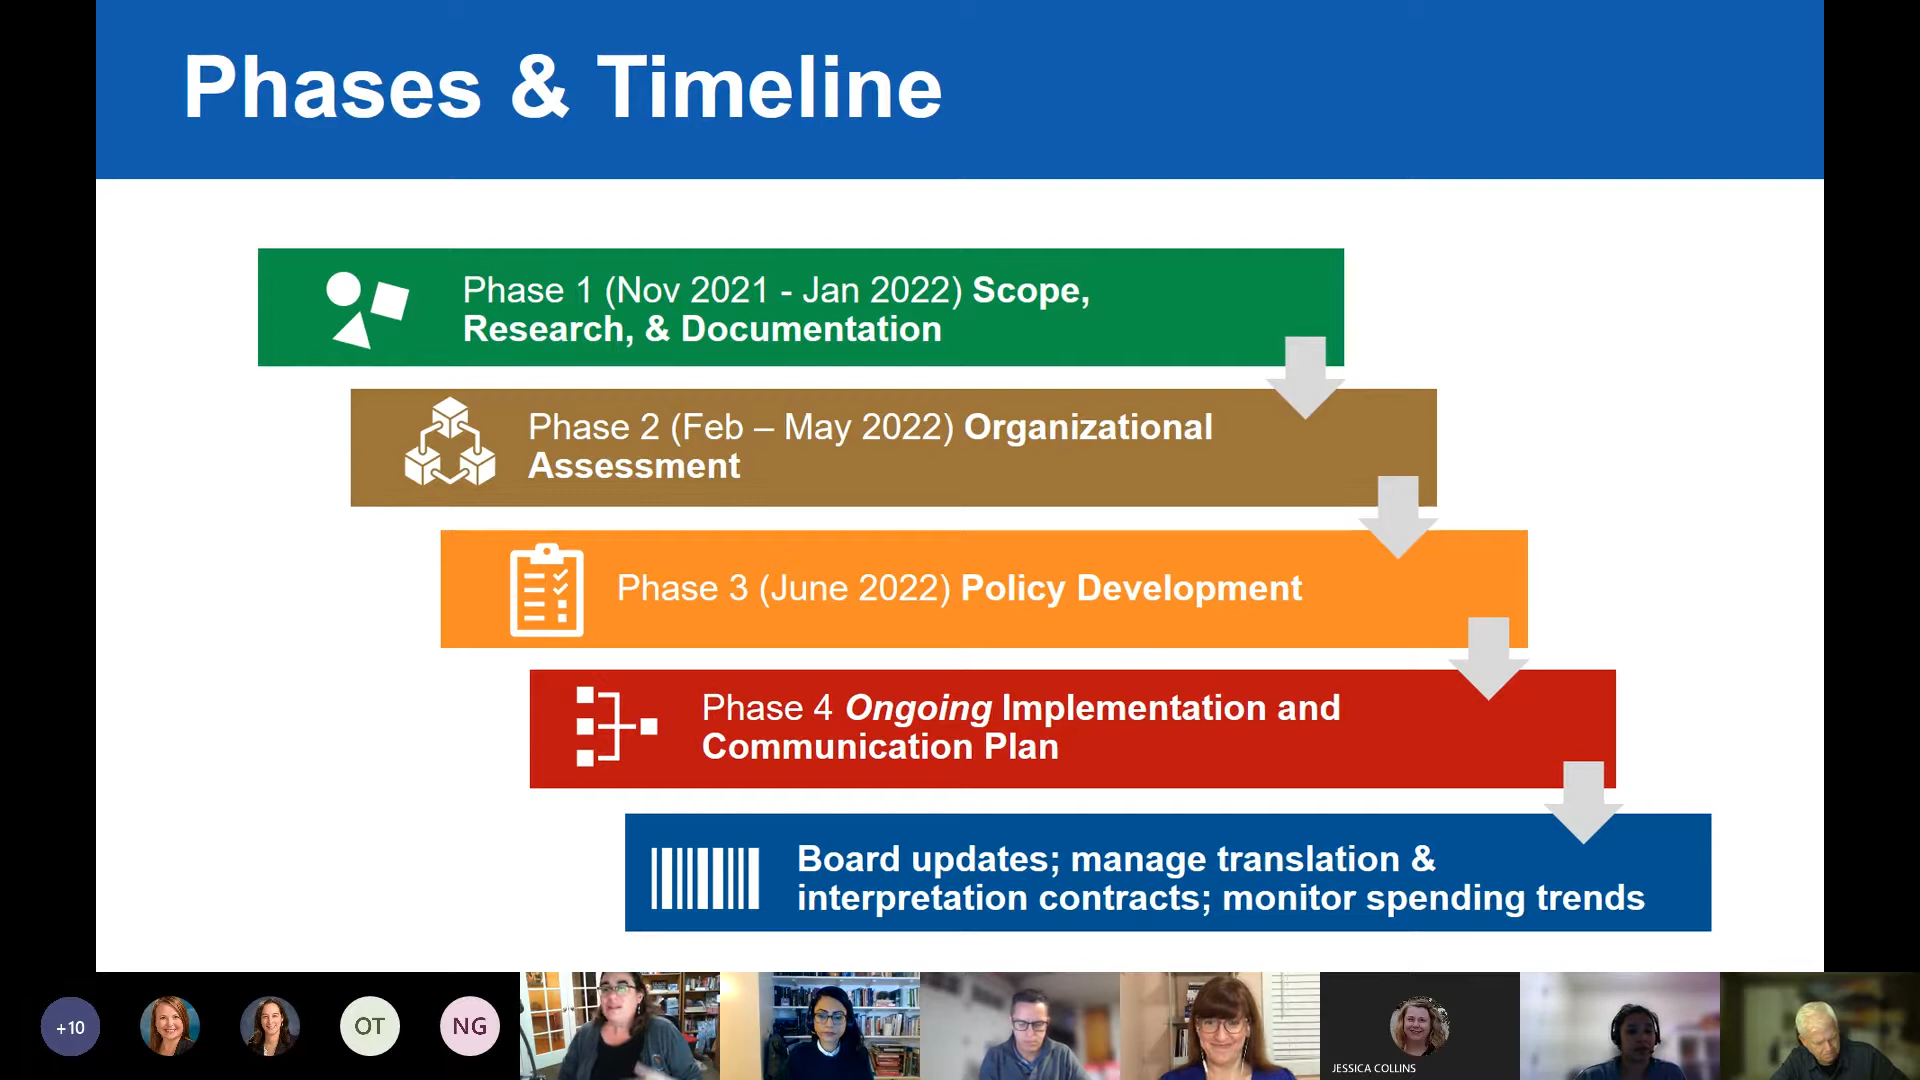 Phases & Timeline
Phase 1 (Nov 2021 - Jan 2022) Scope,
Research, & Documentation
Phase 2 (Feb – May 2022) Organizational
Assessment
Phase 3 (June 2022) Policy Development
Phase 4 Ongoing Implementation and
Communication Plan
Board updates; manage translation &
interpretation contracts; monitor spending trends
+10
OT
NG
JESSICA COLLINS